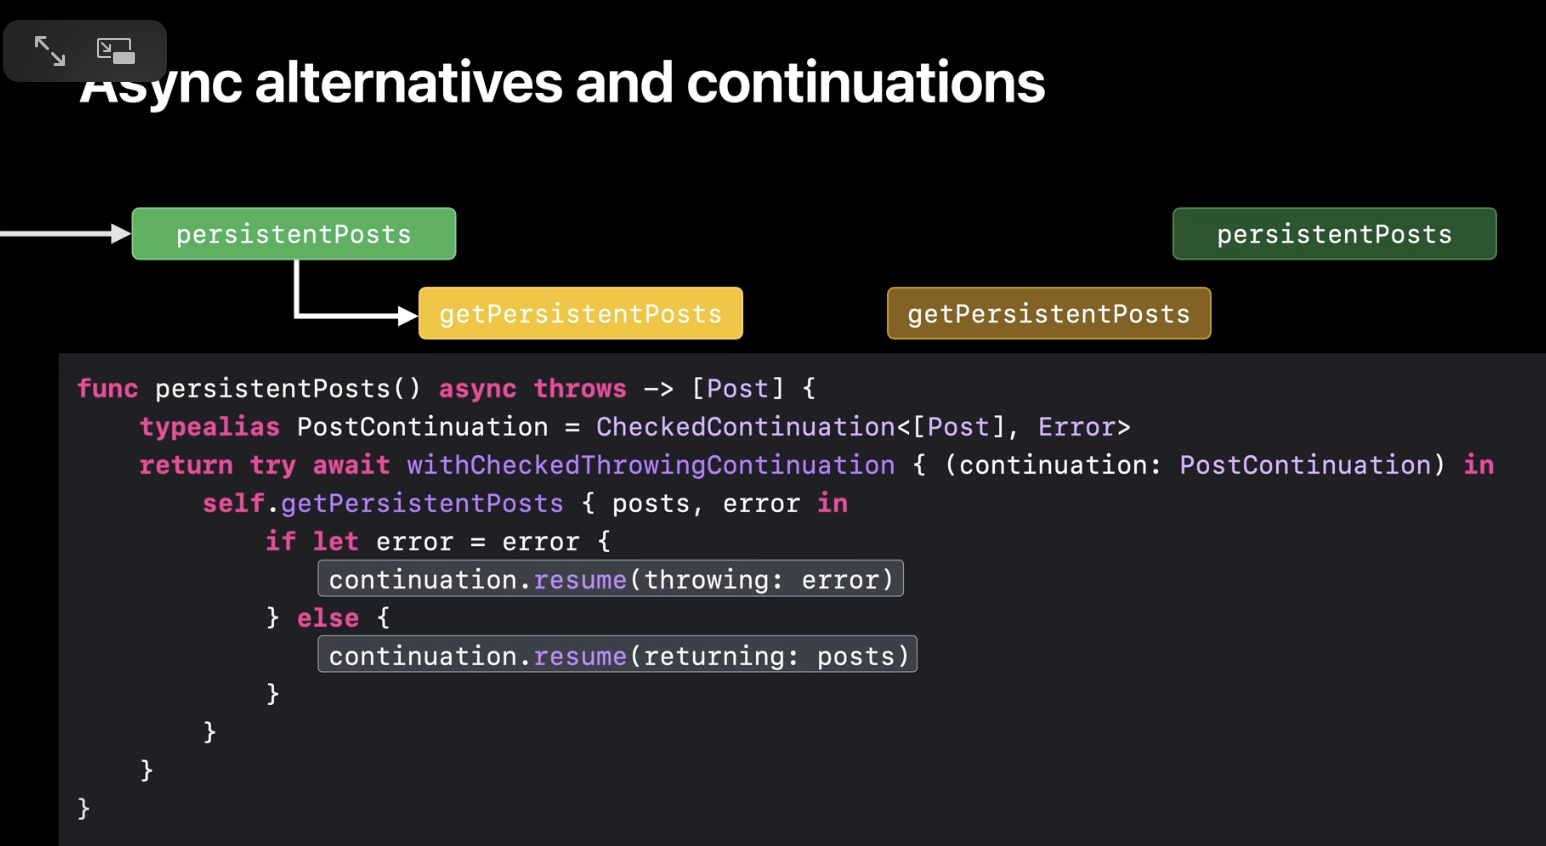 Async alternatives and continuations
persistentPosts
persistentPosts
getPersistentPosts
getPersistentPosts
func persistentPosts() async throws -> [Post] {
    typealias PostContinuation = CheckedContinuation<[Post], Error>
    return try await withCheckedThrowingContinuation { (continuation: PostContinuation) in
        self.getPersistentPosts { posts, error in
            if let error = error {
                continuation.resume(throwing: error)
            } else {
                continuation.resume(returning: posts)
            }
        }
    }
}